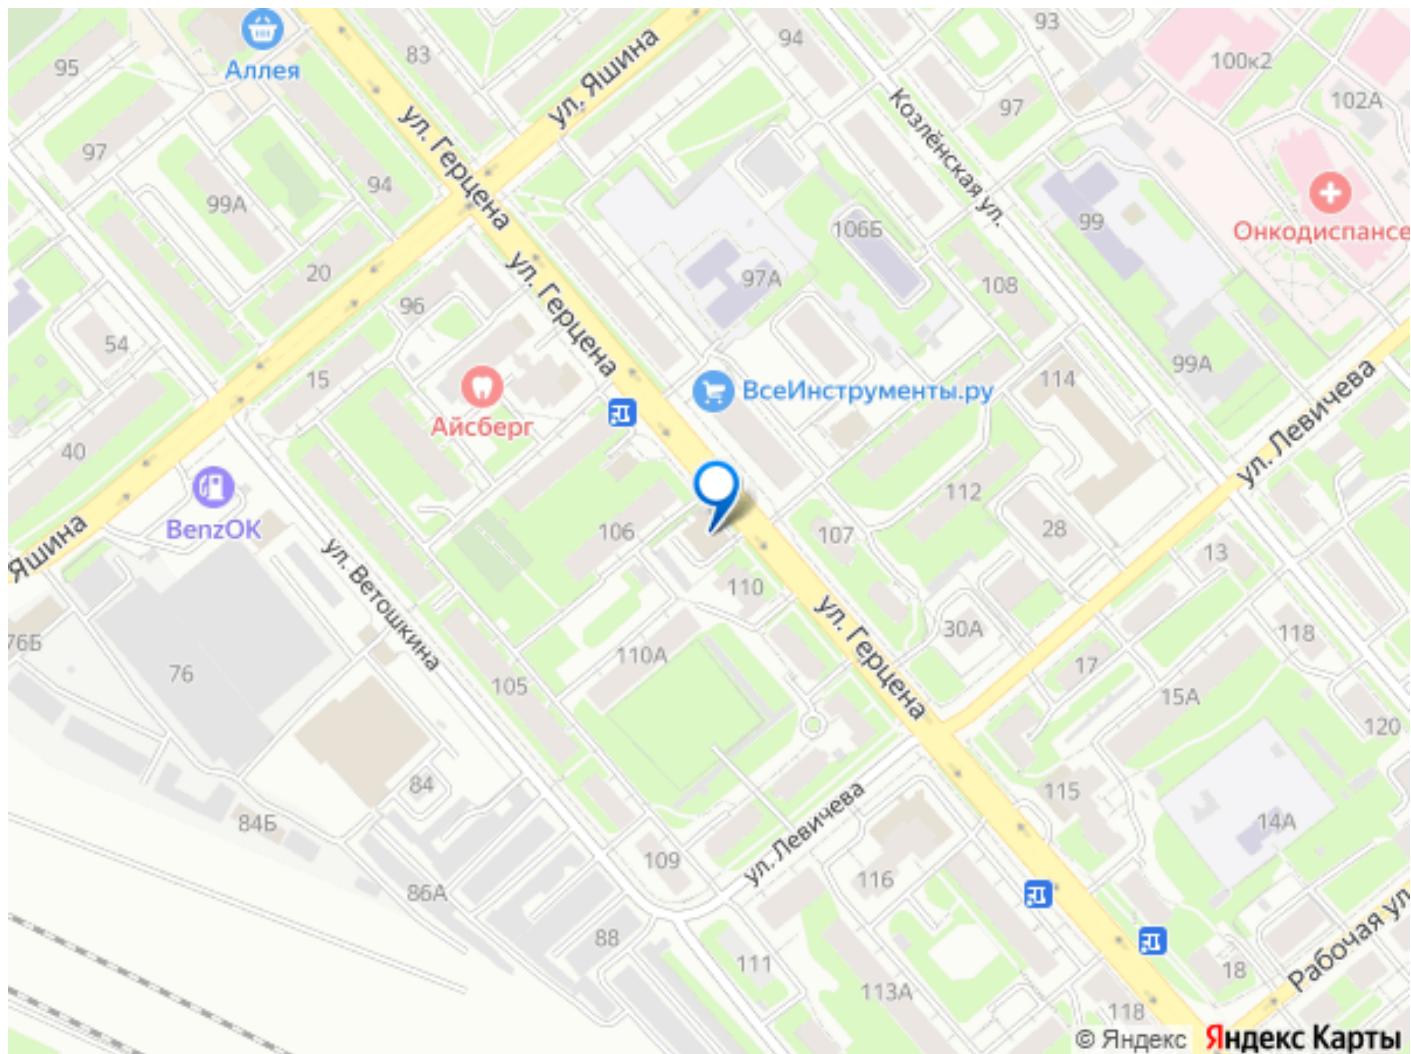 93
94
83
100к2
95
Аллея
ул. Яшина
102А
97
Козлёнская ул.
ул. Герцена
97
94
99А
99
106Б
Онкодиспансе
ул. Герцена
20
97А
108
96
54
15
99А
114
ВсеИнструменты.ру
ул. Левичева
Айсберг
40
112
BenzOK
Яшина
106
107
28
13
110
ул. Ветошкина
ул. Герцена
30А
118
76Б
110А
17
76
105
15А
120
84
115
ул. Левичева
84Б
14А
109
116
86А
88
Рабочая ул
111
18
113А
118
© Яндекс Яндекс Карты